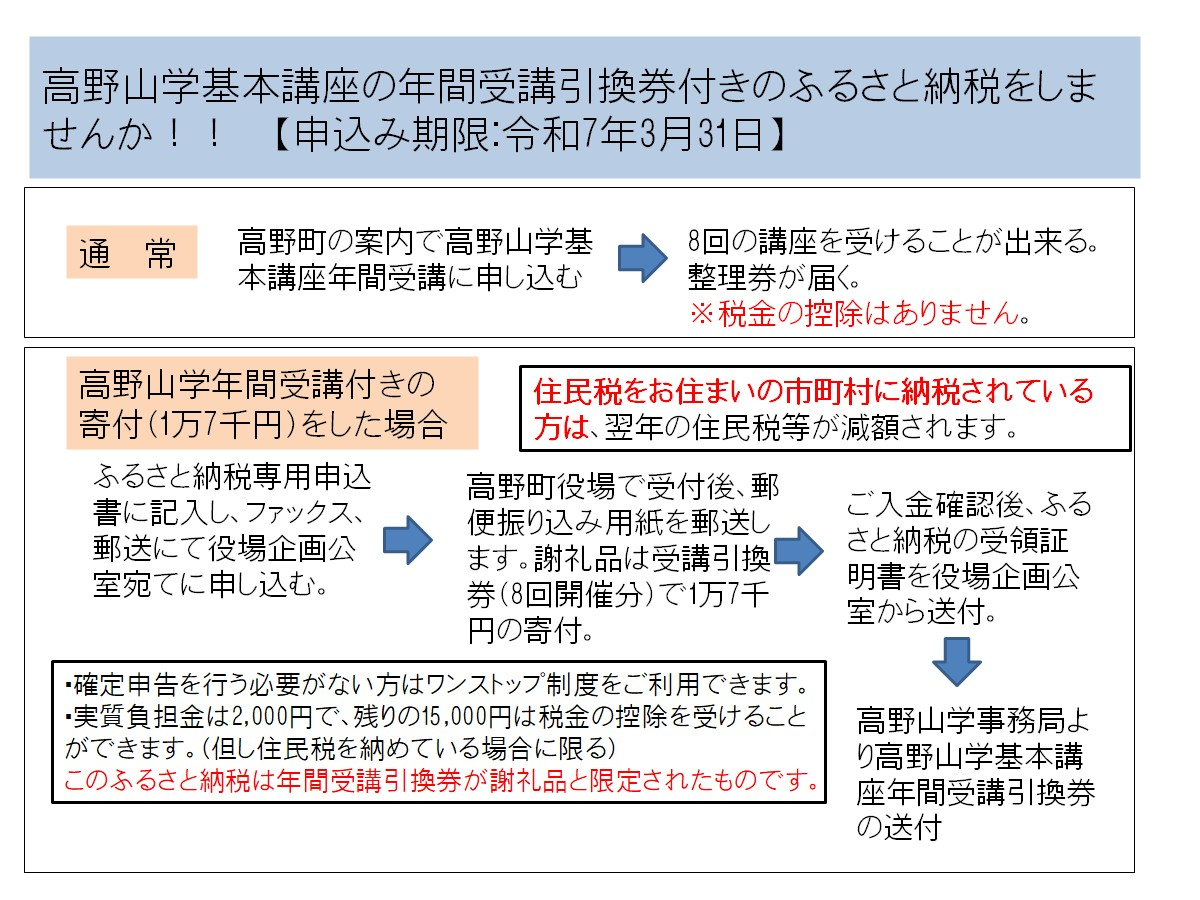 高野山学基本講座の年間受講引換券付きのふるさと納税をしま
せんか！！　【申込み期限:令和7年3月31日】
通　常
高野町の案内で高野山学基
本講座年間受講に申し込む
8回の講座を受けることが出来る。
整理券が届く。
※税金の控除はありません。
高野山学年間受講付きの
寄付(1万7千円)をした場合
住民税をお住まいの市町村に納税されている
方は、翌年の住民税等が減額されます。
ふるさと納税専用申込
書に記入し、ファックス、
郵送にて役場企画公
室宛てに申し込む。
高野町役場で受付後、郵
便振り込み用紙を郵送し
ます。謝礼品は受講引換
券(8回開催分)で1万7千
円の寄付。
ご入金確認後、ふる
さと納税の受領証
明書を役場企画公
室から送付。
・確定申告を行う必要がない方はワンストップ制度をご利用できます。
・実質負担金は2,000円で、残りの15,000円は税金の控除を受けること
ができます。(但し住民税を納めている場合に限る)
このふるさと納税は年間受講引換券が謝礼品と限定されたものです。
高野山学事務局よ
り高野山学基本講
座年間受講引換券
の送付